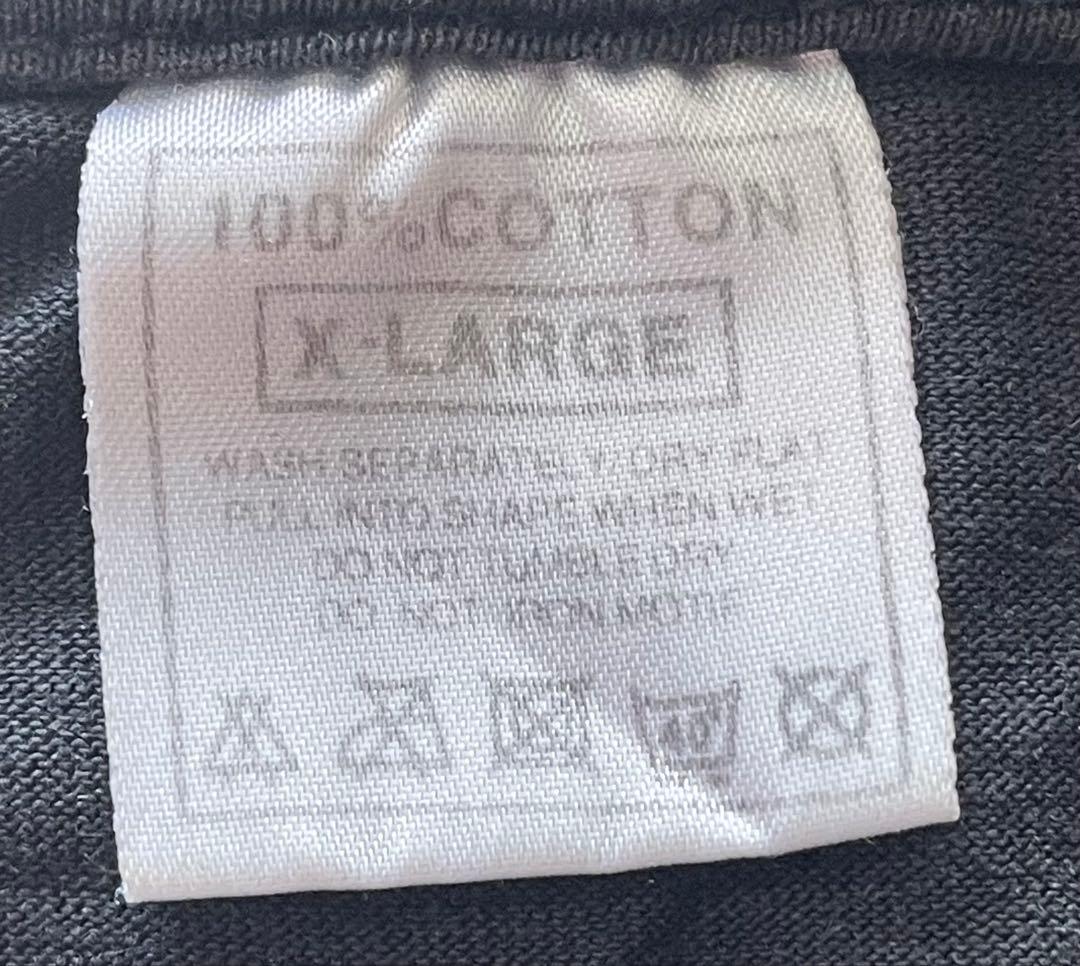 100% COTTON
X-LARGE
WASH SEPARATELY. DRY FLAT
PULL INTO SHAPE WHEN WET
DO NOT TUMBLE DRY
DO NOT IRON MOTIF
40°